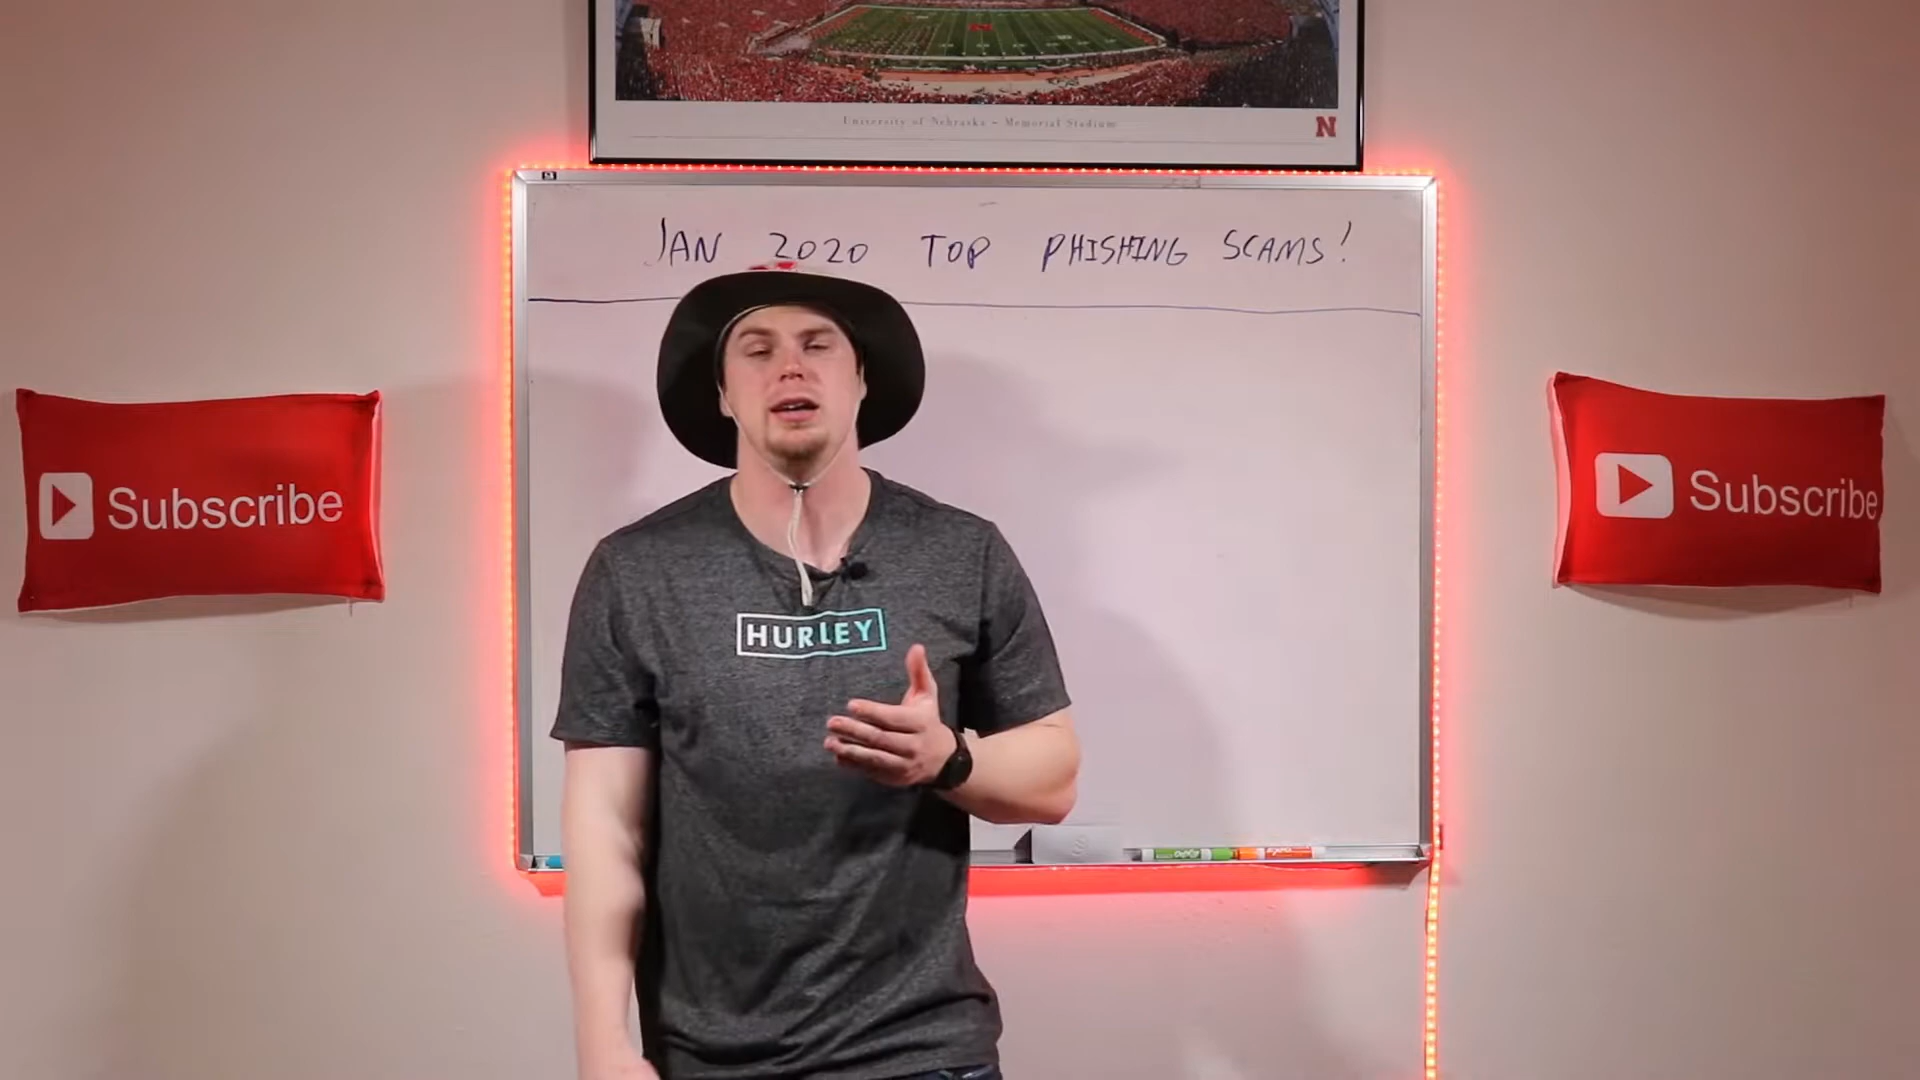 University of Nebraska - Memorial Stadium
N
JAN 2020 TOP PHISHING SCAMS!
Subscribe
Subscribe
HURLEY